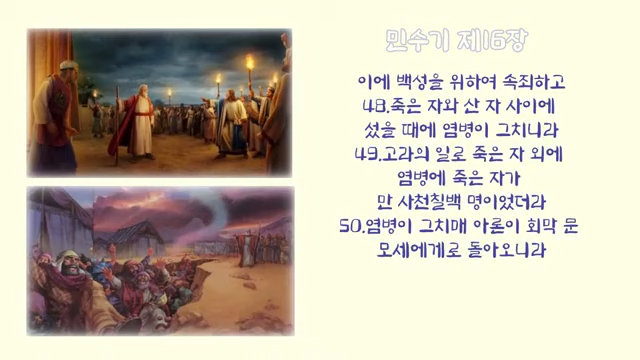 민수기 제16장
이에 백성을 위하여 속죄하고
48.죽은 자와 산 자 사이에
섰을 때에 염병이 그치니라
49.고라의 일로 죽은 자 외에
염병에 죽은 자가
만 사천칠백 명이었더라
50.염병이 그치매 아론이 회막 문
모세에게로 돌아오니라